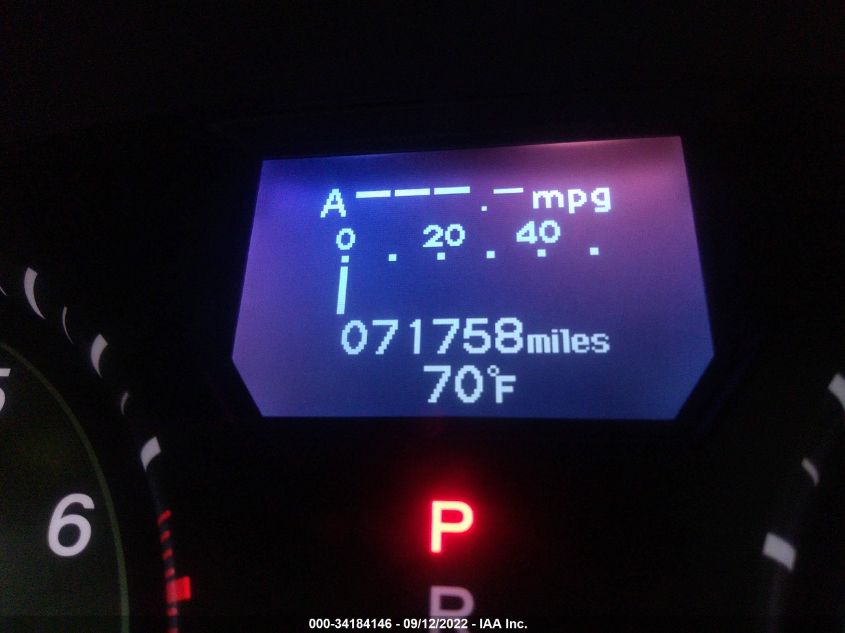 A ---.- mpg
0 . 20 . 40 .
071758miles
70°F
5
6
P
R
000-34184146 - 09/12/2022 - IAA Inc.